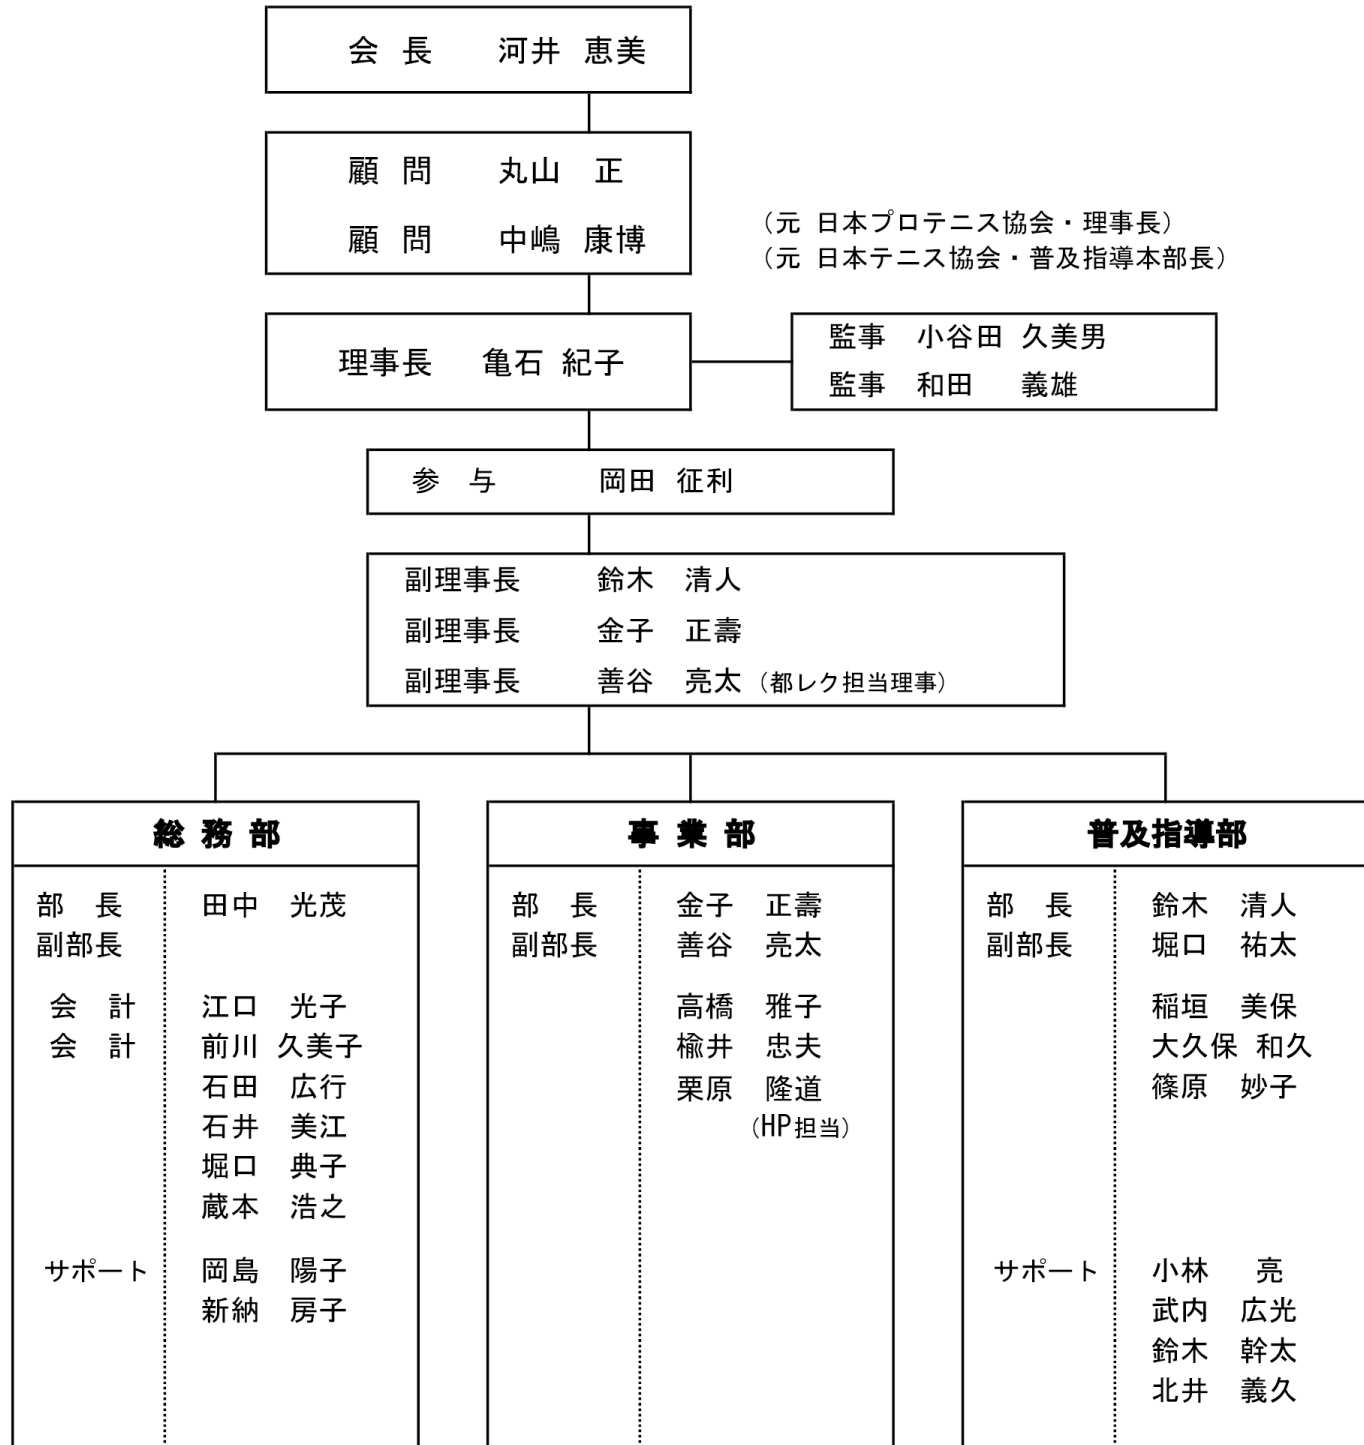 会 長 河井 恵美
顧 問 丸山 正
顧 問 中嶋 康博
（元 日本プロテニス協会・理事長）
（元 日本テニス協会・普及指導本部長）
理事長 亀石 紀子
監事 小谷田 久美男
監事 和田 義雄
参 与 岡田 征利
副理事長 鈴木 清人
副理事長 金子 正壽
副理事長 善谷 亮太（都レク担当理事）
総 務 部
部 長 田中 光茂
副部長
会 計 江口 光子
会 計 前川 久美子
石田 広行
石井 美江
堀口 典子
蔵本 浩之
サポート 岡島 陽子
新納 房子
事 業 部
部 長 金子 正壽
副部長 善谷 亮太
高橋 雅子
楡井 忠夫
栗原 隆道
（HP担当）
普及指導部
部 長 鈴木 清人
副部長 堀口 祐太
稲垣 美保
大久保 和久
篠原 妙子
サポート 小林 亮
武内 広光
鈴木 幹太
北井 義久